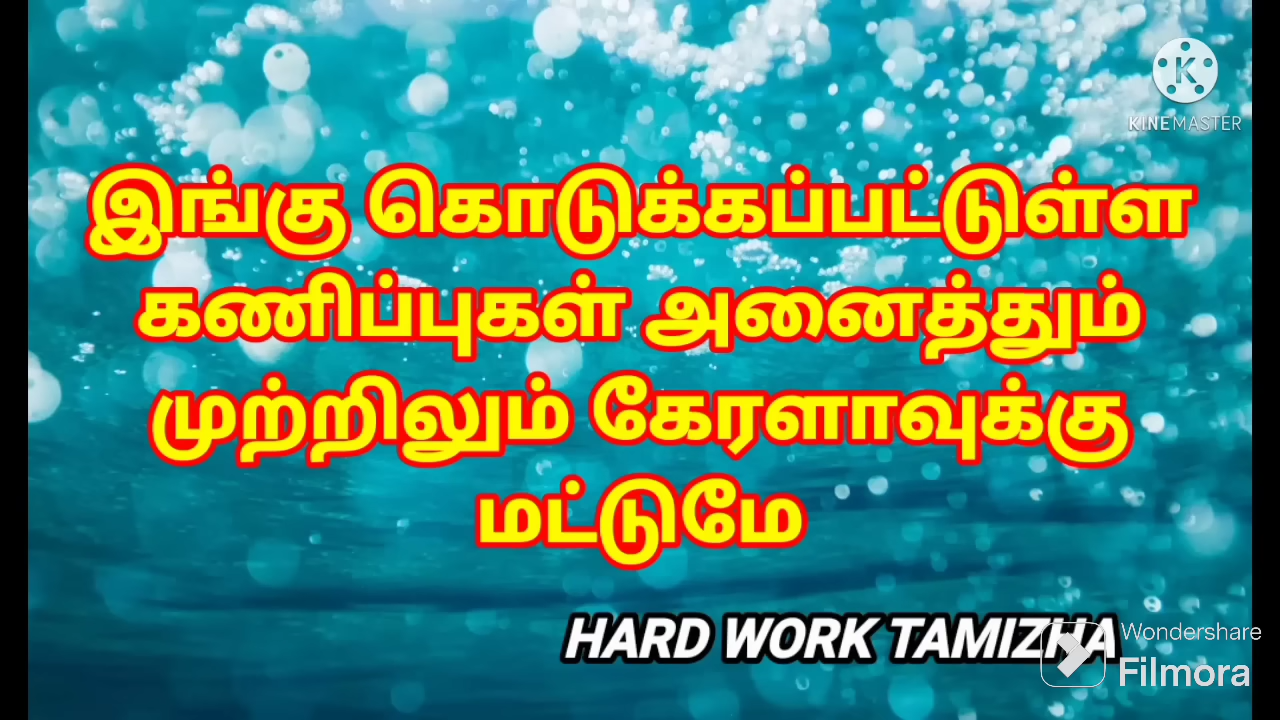 KINEMASTER
இங்கு கொடுக்கப்பட்டுள்ள
கணிப்புகள் அனைத்தும்
முற்றிலும் கேரளாவுக்கு
மட்டுமே
HARD WORK TAMIZHA
Wondershare
Filmora